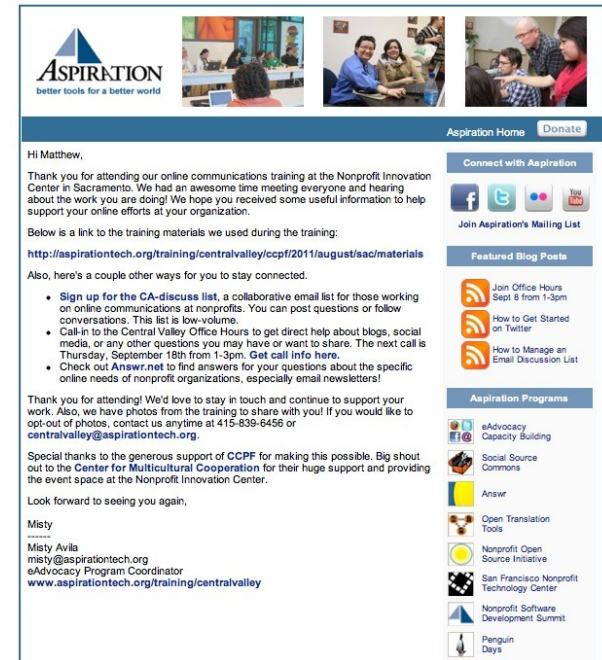 ASPIRATION
better tools for a better world
Aspiration Home
Donate
Hi Matthew,
Thank you for attending our online communications training at the Nonprofit Innovation
Center in Sacramento. We had an awesome time meeting everyone and hearing
about the work you are doing! We hope you received some useful information to help
support your online efforts at your organization.
Below is a link to the training materials we used during the training:
http://aspirationtech.org/training/centralvalley/ccpf/2011/august/sac/materials
Also, here's a couple other ways for you to stay connected.
• Sign up for the CA-discuss list, a collaborative email list for those working
on online communications at nonprofits. You can post questions or follow
conversations. This list is low-volume.
• Call-in to the Central Valley Office Hours to get direct help about blogs, social
media, or any other questions you may have or want to share. The next call is
Thursday, September 18th from 1-3pm. Get call info here.
• Check out Answr.net to find answers for your questions about the specific
online needs of nonprofit organizations, especially email newsletters!
Thank you for attending! We'd love to stay in touch and continue to support your
work. Also, we have photos from the training to share with you! If you would like to
opt-out of photos, contact us anytime at 415-839-6456 or
centralvalley@aspirationtech.org.
Special thanks to the generous support of CCPF for making this possible. Big shout
out to the Center for Multicultural Cooperation for their huge support and providing
the event space at the Nonprofit Innovation Center.
Look forward to seeing you again,
Misty
------
Misty Avila
misty@aspirationtech.org
eAdvocacy Program Coordinator
www.aspirationtech.org/training/centralvalley
Connect with Aspiration
You
Tube
Join Aspiration's Mailing List
Featured Blog Posts
Join Office Hours
Sept 8 from 1-3pm
How to Get Started
on Twitter
How to Manage an
Email Discussion List
Aspiration Programs
eAdvocacy
Capacity Building
Social Source
Commons
Answr
Open Translation
Tools
Nonprofit Open
Source Initiative
San Francisco Nonprofit
Technology Center
Nonprofit Software
Development Summit
Penguin
Days